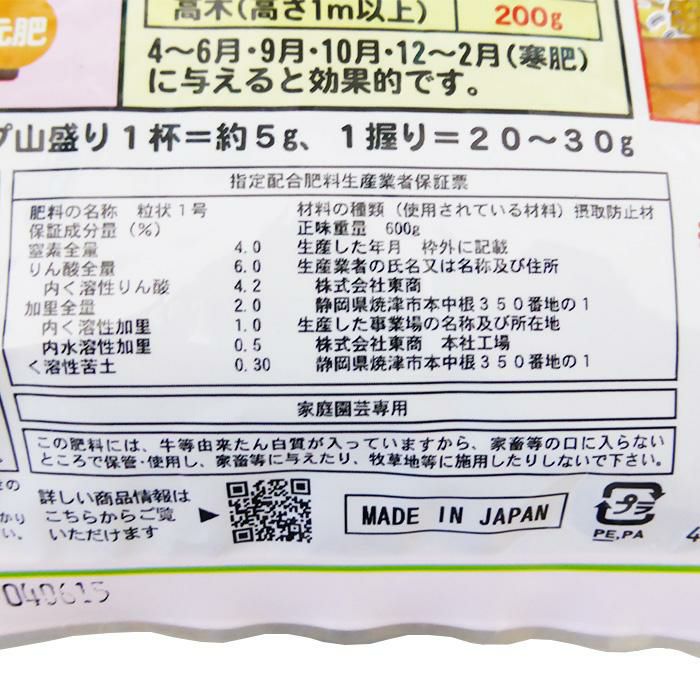 元肥
高木(高さ1m以上)
200g
4〜6月・9月・10月・12〜2月(寒肥)
に与えると効果的です。
プ山盛り1杯=約5g、1握り=20〜30g
指定配合肥料生産業者保証票
肥料の名称 粒状1号
保証成分量(%)
窒素全量 4.0
りん酸全量 6.0
内く溶性りん酸 4.2
加里全量 2.0
内く溶性加里 1.0
内水溶性加里 0.5
く溶性苦土 0.30
材料の種類(使用されている材料)摂取防止材
正味重量 600g
生産した年月 枠外に記載
生産業者の氏名又は名称及び住所
株式会社東商
静岡県焼津市本中根350番地の1
生産した事業場の名称及び所在地
株式会社東商 本社工場
静岡県焼津市本中根350番地の1
家庭園芸専用
この肥料には、牛等由来たん白質が入っていますから、家畜等の口に入らない
ところで保管・使用し、家畜等に与えたり、牧草地等に施用したりしないで下さい。
の
かり
い。
詳しい商品情報は
こちらからご覧
いただけます
MADE IN JAPAN
プラ
PE,PA
4
040615